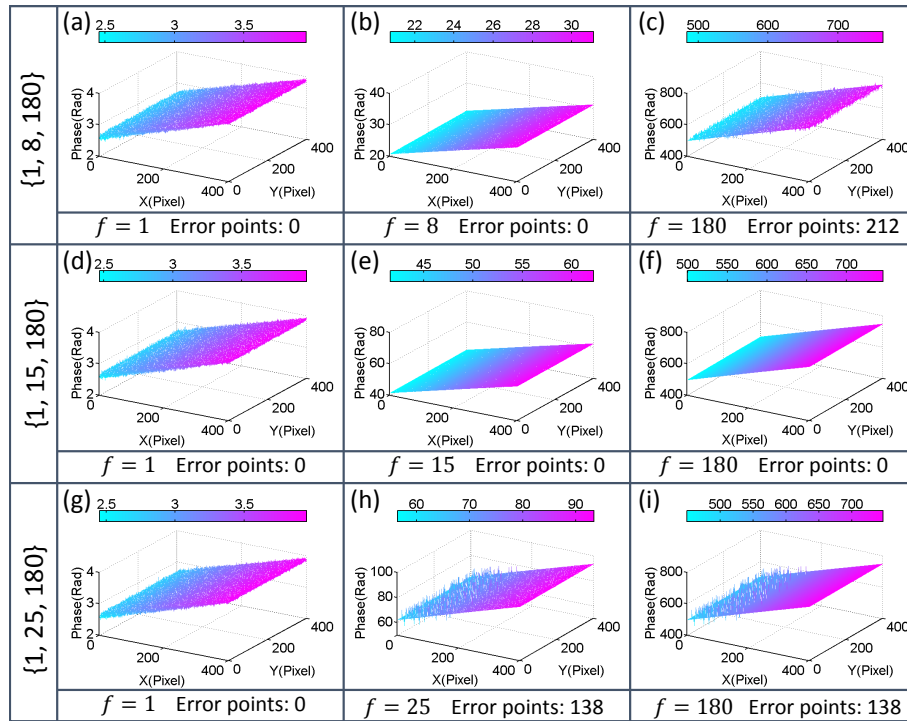 {1, 8, 180}
(a)
2.5 3 3.5
Phase(Rad)
4
3
2
0
200
400
X(Pixel)
0
200
400
Y(Pixel)
f = 1 Error points: 0
(b)
22 24 26 28 30
Phase(Rad)
40
30
20
0
200
400
X(Pixel)
0
200
400
Y(Pixel)
f = 8 Error points: 0
(c)
500 600 700
Phase(Rad)
800
600
400
0
200
400
X(Pixel)
0
200
400
Y(Pixel)
f = 180 Error points: 212
{1, 15, 180}
(d)
2.5 3 3.5
Phase(Rad)
4
3
2
0
200
400
X(Pixel)
0
200
400
Y(Pixel)
f = 1 Error points: 0
(e)
45 50 55 60
Phase(Rad)
80
60
40
0
200
400
X(Pixel)
0
200
400
Y(Pixel)
f = 15 Error points: 0
(f)
500 550 600 650 700
Phase(Rad)
800
600
400
0
200
400
X(Pixel)
0
200
400
Y(Pixel)
f = 180 Error points: 0
{1, 25, 180}
(g)
2.5 3 3.5
Phase(Rad)
4
3
2
0
200
400
X(Pixel)
0
200
400
Y(Pixel)
f = 1 Error points: 0
(h)
60 70 80 90
Phase(Rad)
100
80
60
0
200
400
X(Pixel)
0
200
400
Y(Pixel)
f = 25 Error points: 138
(i)
500 550 600 650 700
Phase(Rad)
800
600
400
0
200
400
X(Pixel)
0
200
400
Y(Pixel)
f = 180 Error points: 138